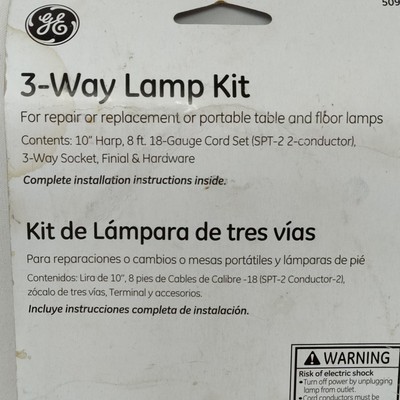 509
GE
3-Way Lamp Kit
For repair or replacement or portable table and floor lamps
Contents: 10" Harp, 8 ft. 18-Gauge Cord Set (SPT-2 2-conductor),
3-Way Socket, Finial & Hardware
Complete installation instructions inside.
Kit de Lámpara de tres vías
Para reparaciones o cambios o mesas portátiles y lámparas de pié
Contenidos: Lira de 10", 8 pies de Cables de Calibre -18 (SPT-2 Conductor-2),
zócalo de tres vías, Terminal y accesorios.
Incluye instrucciones completa de instalación.
WARNING
Risk of electric shock
•Turn off power by unplugging
lamp from outlet.
•Cord conductors must be